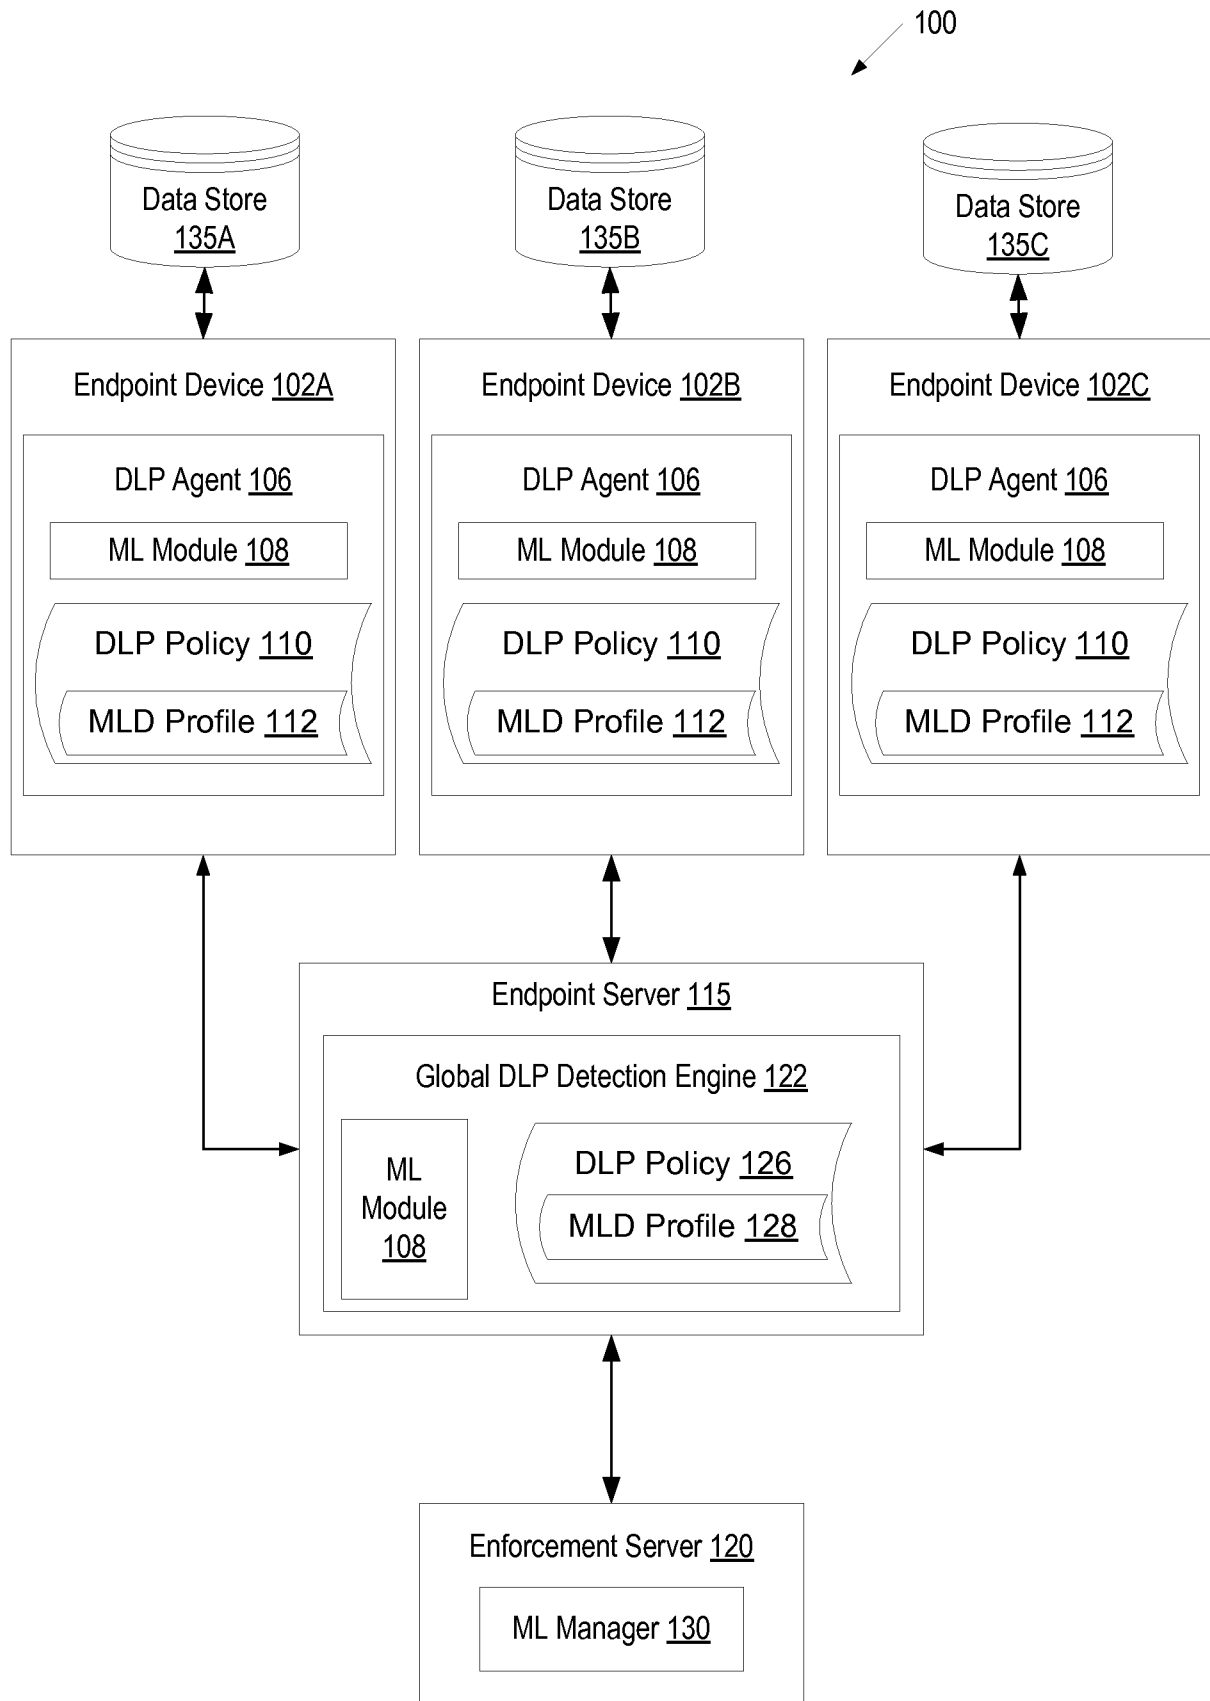 100
Data Store
135A
Data Store
135B
Data Store
135C
Endpoint Device 102A
DLP Agent 106
ML Module 108
DLP Policy 110
MLD Profile 112
Endpoint Device 102B
DLP Agent 106
ML Module 108
DLP Policy 110
MLD Profile 112
Endpoint Device 102C
DLP Agent 106
ML Module 108
DLP Policy 110
MLD Profile 112
Endpoint Server 115
Global DLP Detection Engine 122
ML
Module
108
DLP Policy 126
MLD Profile 128
Enforcement Server 120
ML Manager 130